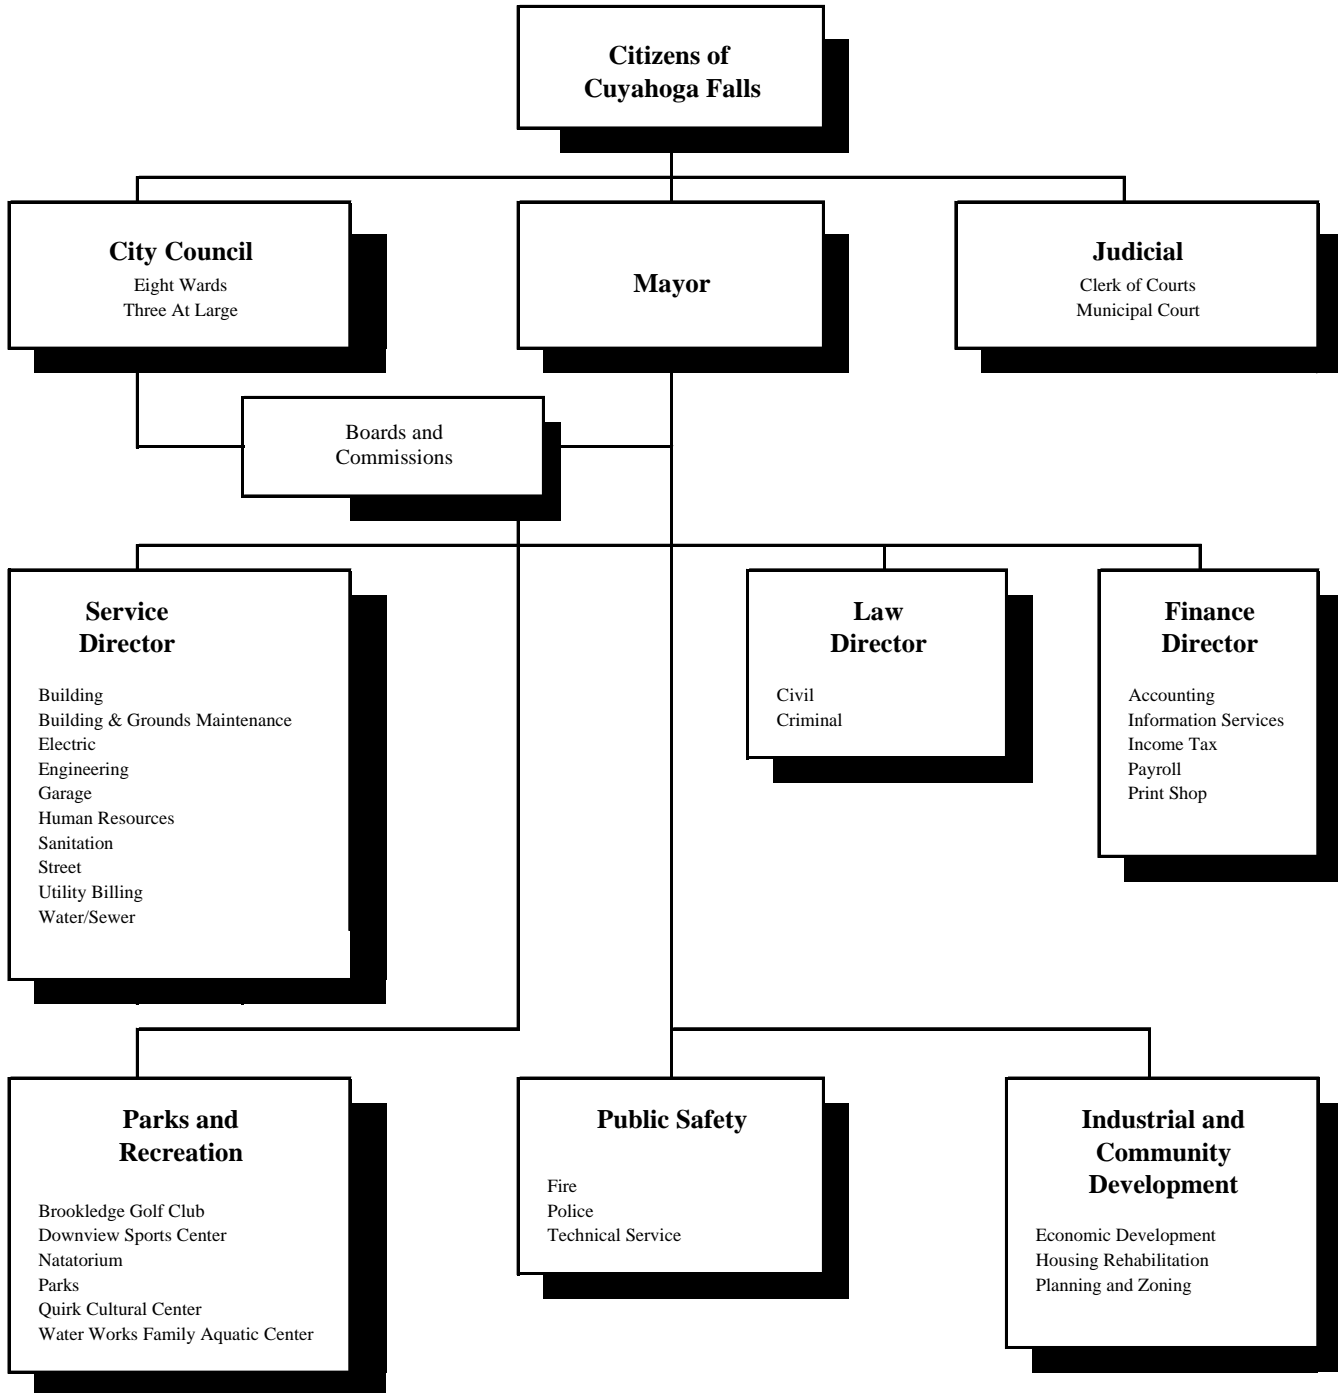 Citizens of
Cuyahoga Falls
City Council
Eight Wards
Three At Large
Mayor
Judicial
Clerk of Courts
Municipal Court
Boards and
Commissions
Service
Director
Building
Building & Grounds Maintenance
Electric
Engineering
Garage
Human Resources
Sanitation
Street
Utility Billing
Water/Sewer
Law
Director
Civil
Criminal
Finance
Director
Accounting
Information Services
Income Tax
Payroll
Print Shop
Parks and
Recreation
Brookledge Golf Club
Downview Sports Center
Natatorium
Parks
Quirk Cultural Center
Water Works Family Aquatic Center
Public Safety
Fire
Police
Technical Service
Industrial and
Community
Development
Economic Development
Housing Rehabilitation
Planning and Zoning